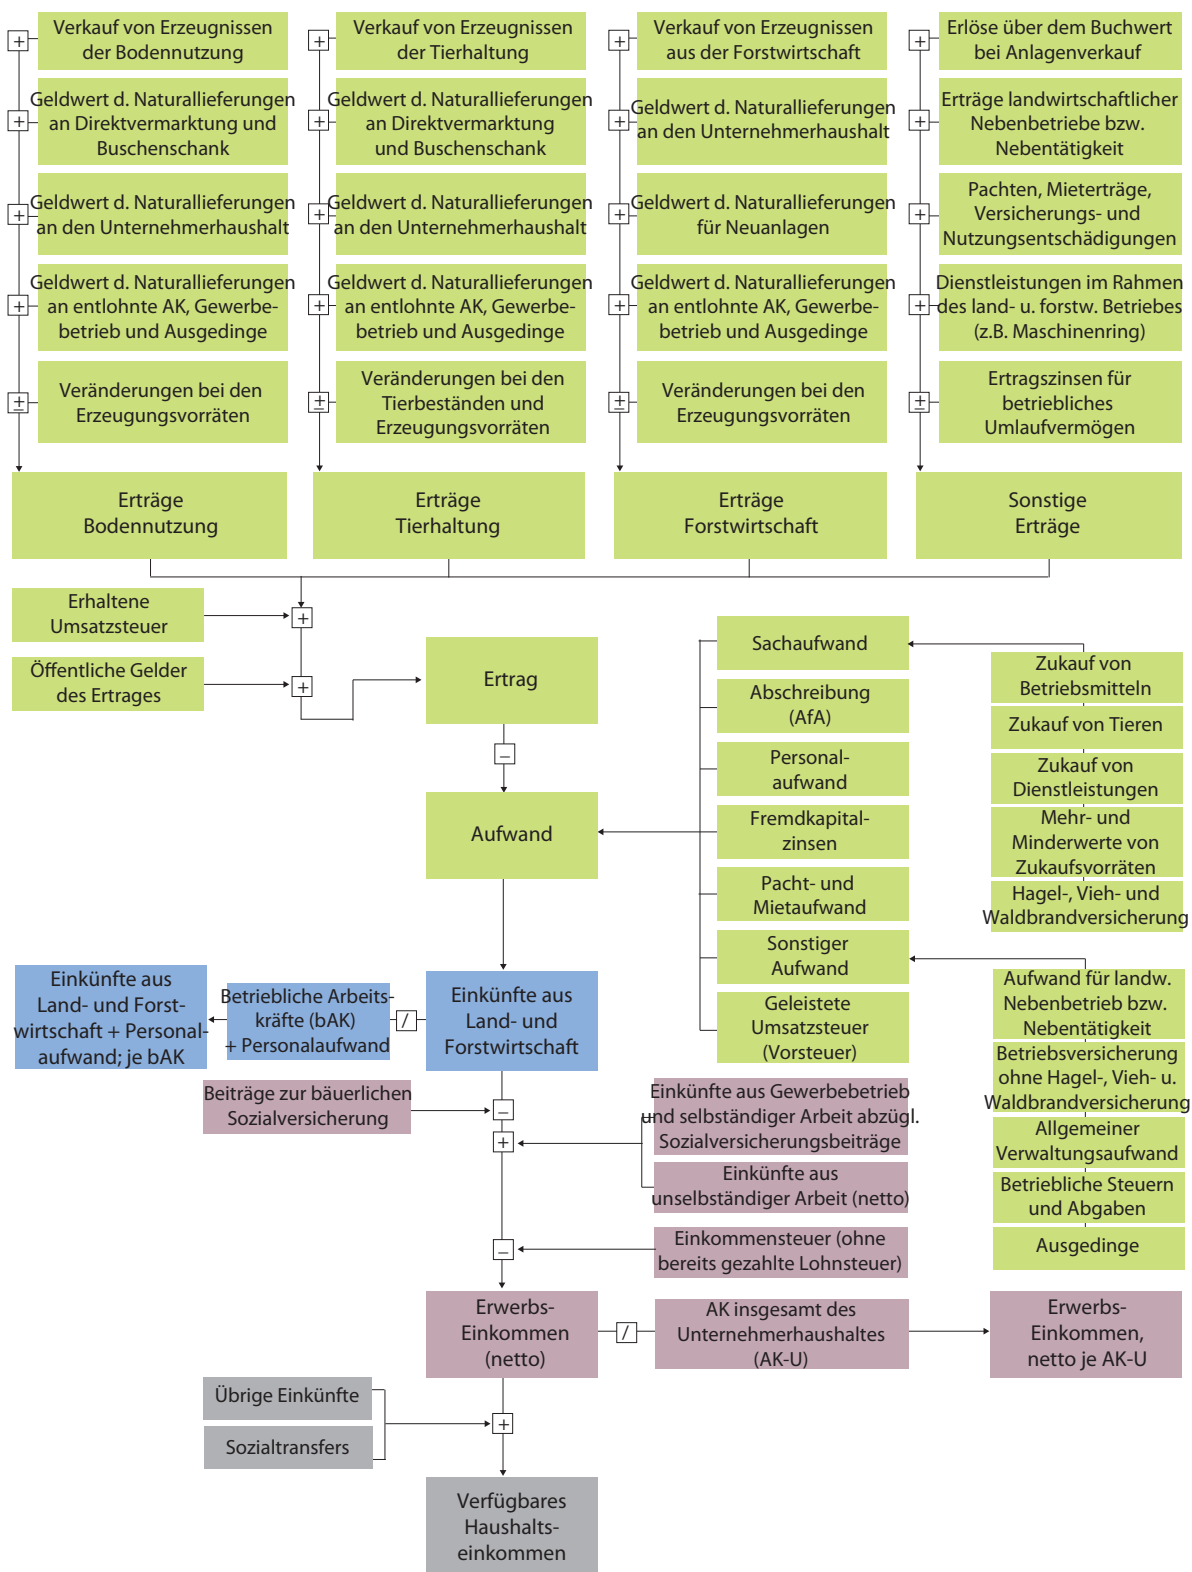 +
Verkauf von Erzeugnissen
der Bodennutzung
+
Geldwert d. Naturallieferungen
an Direktvermarktung und
Buschenschank
+
Geldwert d. Naturallieferungen
an den Unternehmerhaushalt
+
Geldwert d. Naturallieferungen
an entlohnte AK, Gewerbe-
betrieb und Ausgedinge
±
Veränderungen bei den
Erzeugungsvorräten
Erträge
Bodennutzung
+
Verkauf von Erzeugnissen
der Tierhaltung
+
Geldwert d. Naturallieferungen
an Direktvermarktung
und Buschenschank
+
Geldwert d. Naturallieferungen
an den Unternehmerhaushalt
+
Geldwert d. Naturallieferungen
an entlohnte AK, Gewerbe-
betrieb und Ausgedinge
±
Veränderungen bei den
Tierbeständen und
Erzeugungsvorräten
Erträge
Tierhaltung
+
Verkauf von Erzeugnissen
aus der Forstwirtschaft
+
Geldwert d. Naturallieferungen
an den Unternehmerhaushalt
+
Geldwert d. Naturallieferungen
für Neuanlagen
+
Geldwert d. Naturallieferungen
an entlohnte AK, Gewerbe-
betrieb und Ausgedinge
±
Veränderungen bei den
Erzeugungsvorräten
Erträge
Forstwirtschaft
+
Erlöse über dem Buchwert
bei Anlagenverkauf
+
Erträge landwirtschaftlicher
Nebenbetriebe bzw.
Nebentätigkeit
+
Pachten, Mieterträge,
Versicherungs- und
Nutzungsentschädigungen
+
Dienstleistungen im Rahmen
des land- u. forstw. Betriebes
(z.B. Maschinenring)
±
Ertragszinsen für
betriebliches
Umlaufvermögen
Sonstige
Erträge
Erhaltene
Umsatzsteuer
+
Öffentliche Gelder
des Ertrages
+
Ertrag
–
Aufwand
Sachaufwand
Abschreibung
(AfA)
Personal-
aufwand
Fremdkapital-
zinsen
Pacht- und
Mietaufwand
Sonstiger
Aufwand
Geleistete
Umsatzsteuer
(Vorsteuer)
Zukauf von
Betriebsmitteln
Zukauf von Tieren
Zukauf von
Dienstleistungen
Mehr- und
Minderwerte von
Zukaufsvorräten
Hagel-, Vieh- und
Waldbrandversicherung
Aufwand für landw.
Nebenbetrieb bzw.
Nebentätigkeit
Betriebsversicherung
ohne Hagel-, Vieh- u.
Waldbrandversicherung
Allgemeiner
Verwaltungsaufwand
Betriebliche Steuern
und Abgaben
Ausgedinge
Einkünfte aus
Land- und Forst-
wirtschaft + Personal-
aufwand; je bAK
Betriebliche Arbeits-
kräfte (bAK)
+ Personalaufwand
/
Einkünfte aus
Land- und
Forstwirtschaft
Beiträge zur bäuerlichen
Sozialversicherung
–
+
Einkünfte aus Gewerbebetrieb
und selbständiger Arbeit abzügl.
Sozialversicherungsbeiträge
Einkünfte aus
unselbständiger Arbeit (netto)
–
Einkommensteuer (ohne
bereits gezahlte Lohnsteuer)
Erwerbs-
Einkommen
(netto)
/
AK insgesamt des
Unternehmerhaushaltes
(AK-U)
Erwerbs-
Einkommen,
netto je AK-U
Übrige Einkünfte
Sozialtransfers
+
Verfügbares
Haushalts-
einkommen